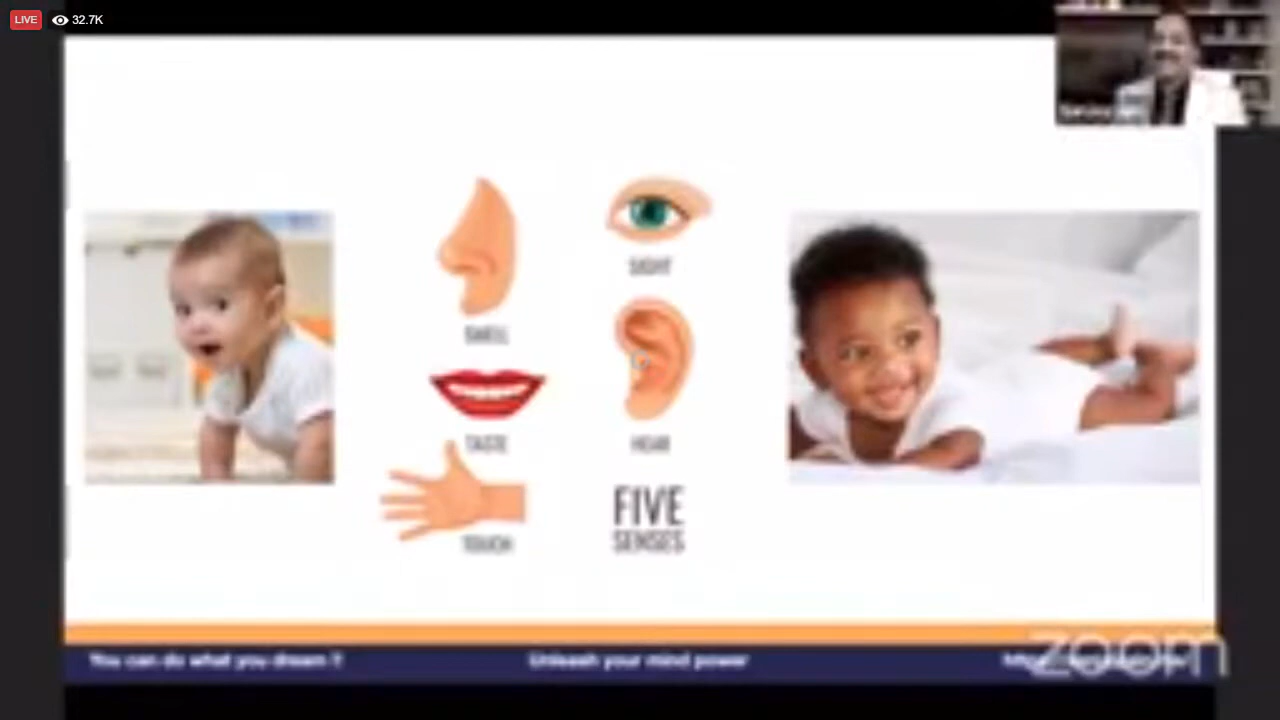 LIVE 32.7K
SMELL
SIGHT
TASTE
HEAR
TOUCH
FIVE
SENSES
You can do what you dream !!
Unleash your mind power
zoom